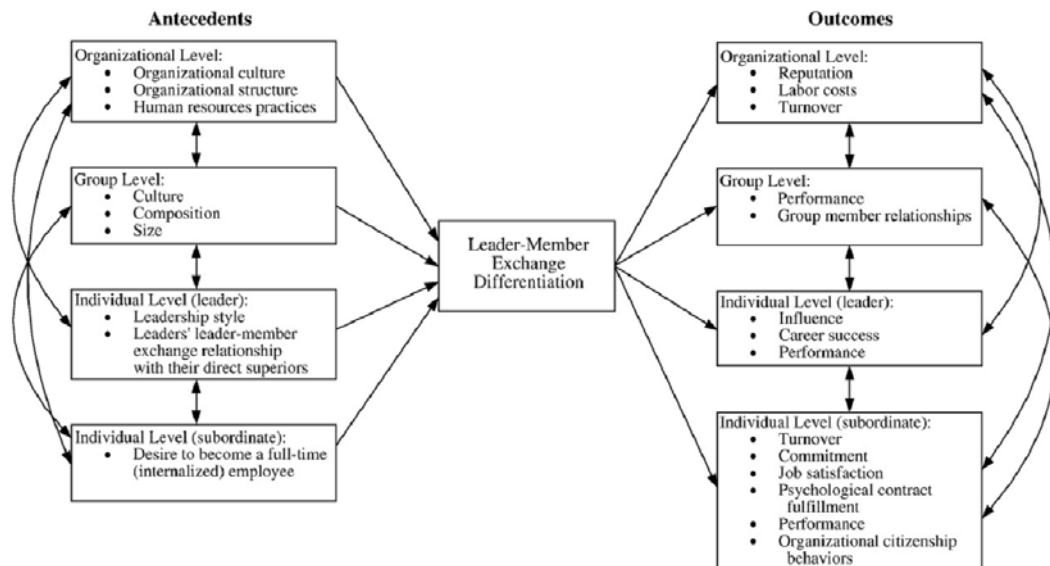 Antecedents
Organizational Level:
• Organizational culture
• Organizational structure
• Human resources practices
Group Level:
• Culture
• Composition
• Size
Individual Level (leader):
• Leadership style
• Leaders' leader-member
exchange relationship
with their direct superiors
Individual Level (subordinate):
• Desire to become a full-time
(internalized) employee
Leader-Member
Exchange
Differentiation
Outcomes
Organizational Level:
• Reputation
• Labor costs
• Turnover
Group Level:
• Performance
• Group member relationships
Individual Level (leader):
• Influence
• Career success
• Performance
Individual Level (subordinate):
• Turnover
• Commitment
• Job satisfaction
• Psychological contract
fulfillment
• Performance
• Organizational citizenship
behaviors